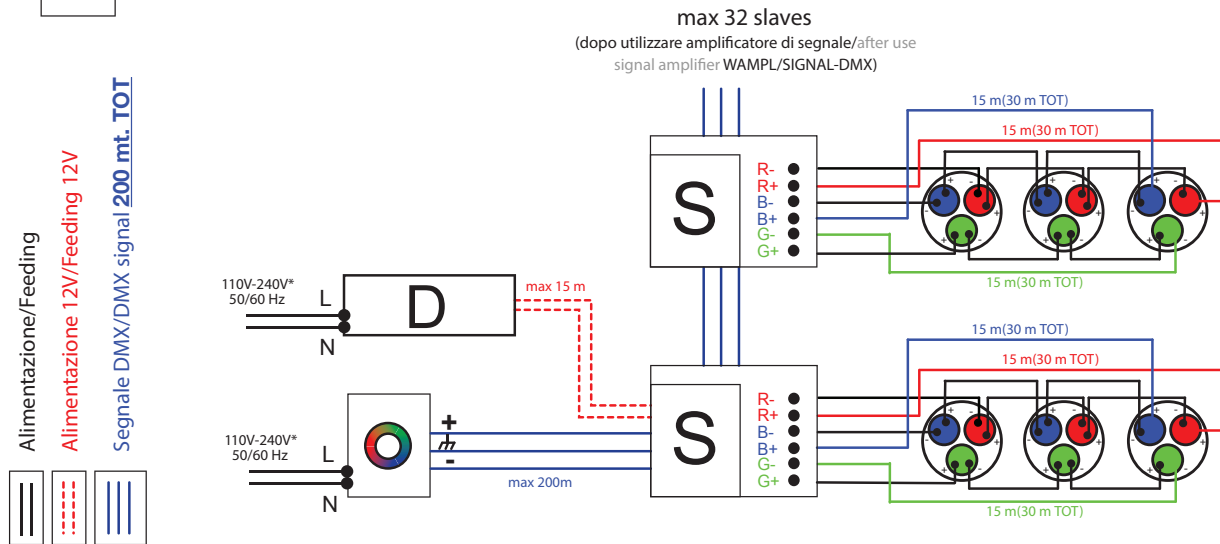 max 32 slaves
(dopo utilizzare amplificatore di segnale/after use
signal amplifier WAMPL/SIGNAL-DMX)
Alimentazione/Feeding
Alimentazione 12V/Feeding 12V
Segnale DMX/DMX signal 200 mt. TOT
15 m(30 m TOT)
15 m(30 m TOT)
S
R-
R+
B-
B+
G-
G+
+ - + - + -
- + - + - +
+ - + - + -
15 m(30 m TOT)
110V-240V*
50/60 Hz
L
N
D
max 15 m
110V-240V*
50/60 Hz
L
N
+
-
max 200m
15 m(30 m TOT)
15 m(30 m TOT)
S
R-
R+
B-
B+
G-
G+
+ - + - + -
- + - + - +
+ - + - + -
15 m(30 m TOT)